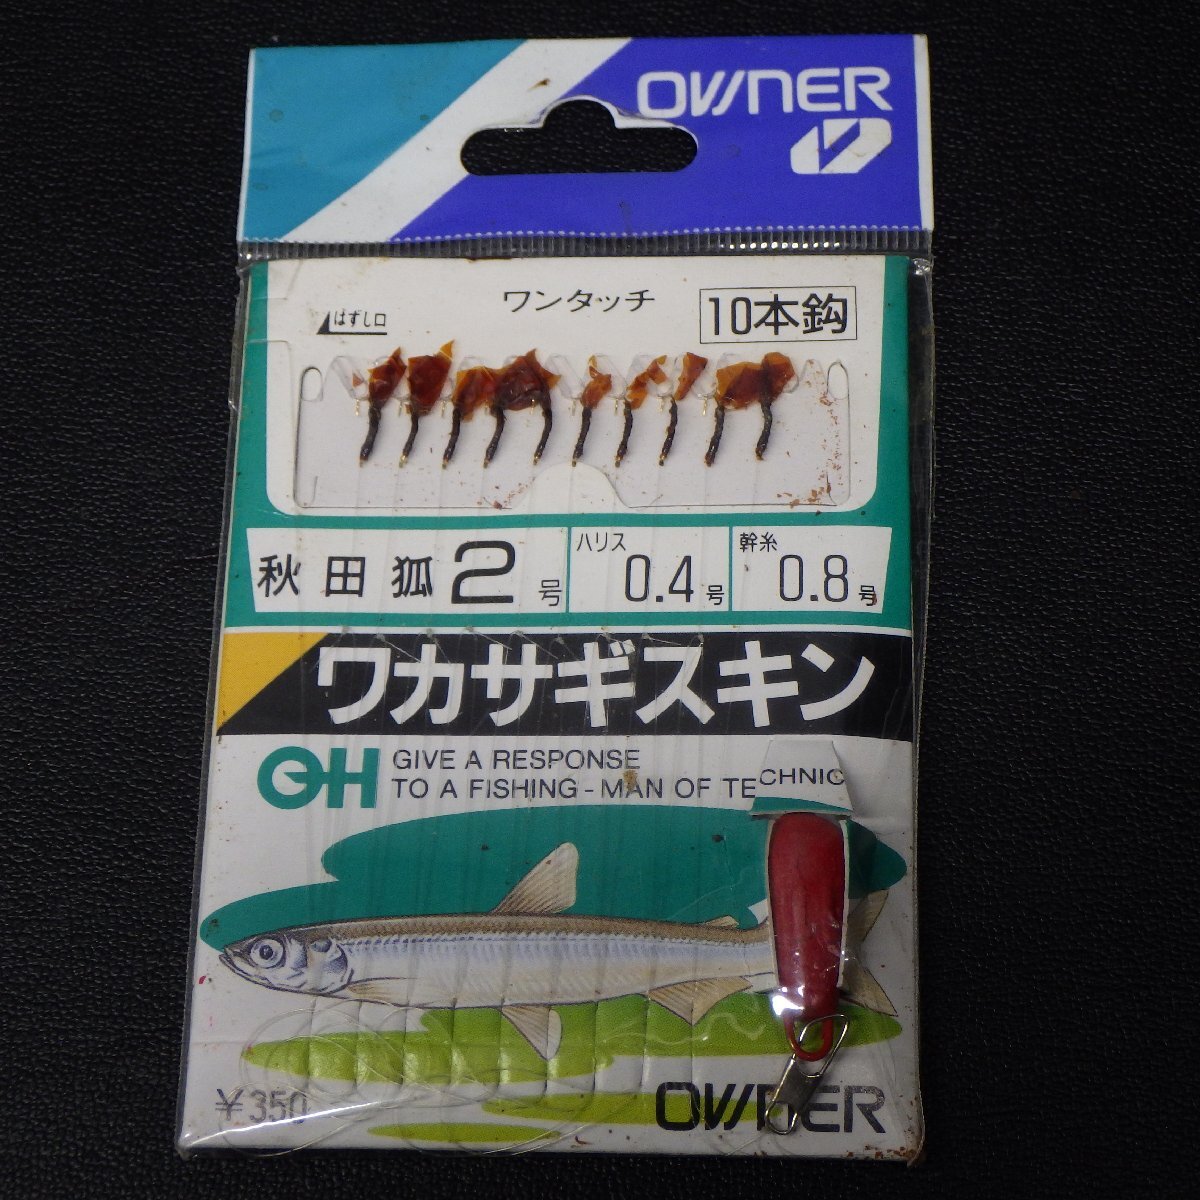 OWNER
ワンタッチ
はずし口
10本鈎
秋田狐2号
ハリス
0.4号
幹糸
0.8号
ワカサギスキン
OH
GIVE A RESPONSE
TO A FISHING-MAN OF TECHNIC
¥350
OWNER